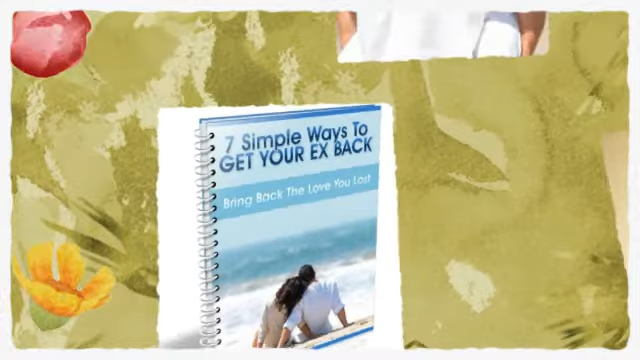 7 Simple Ways To
GET YOUR EX BACK
Bring Back The Love You Lost